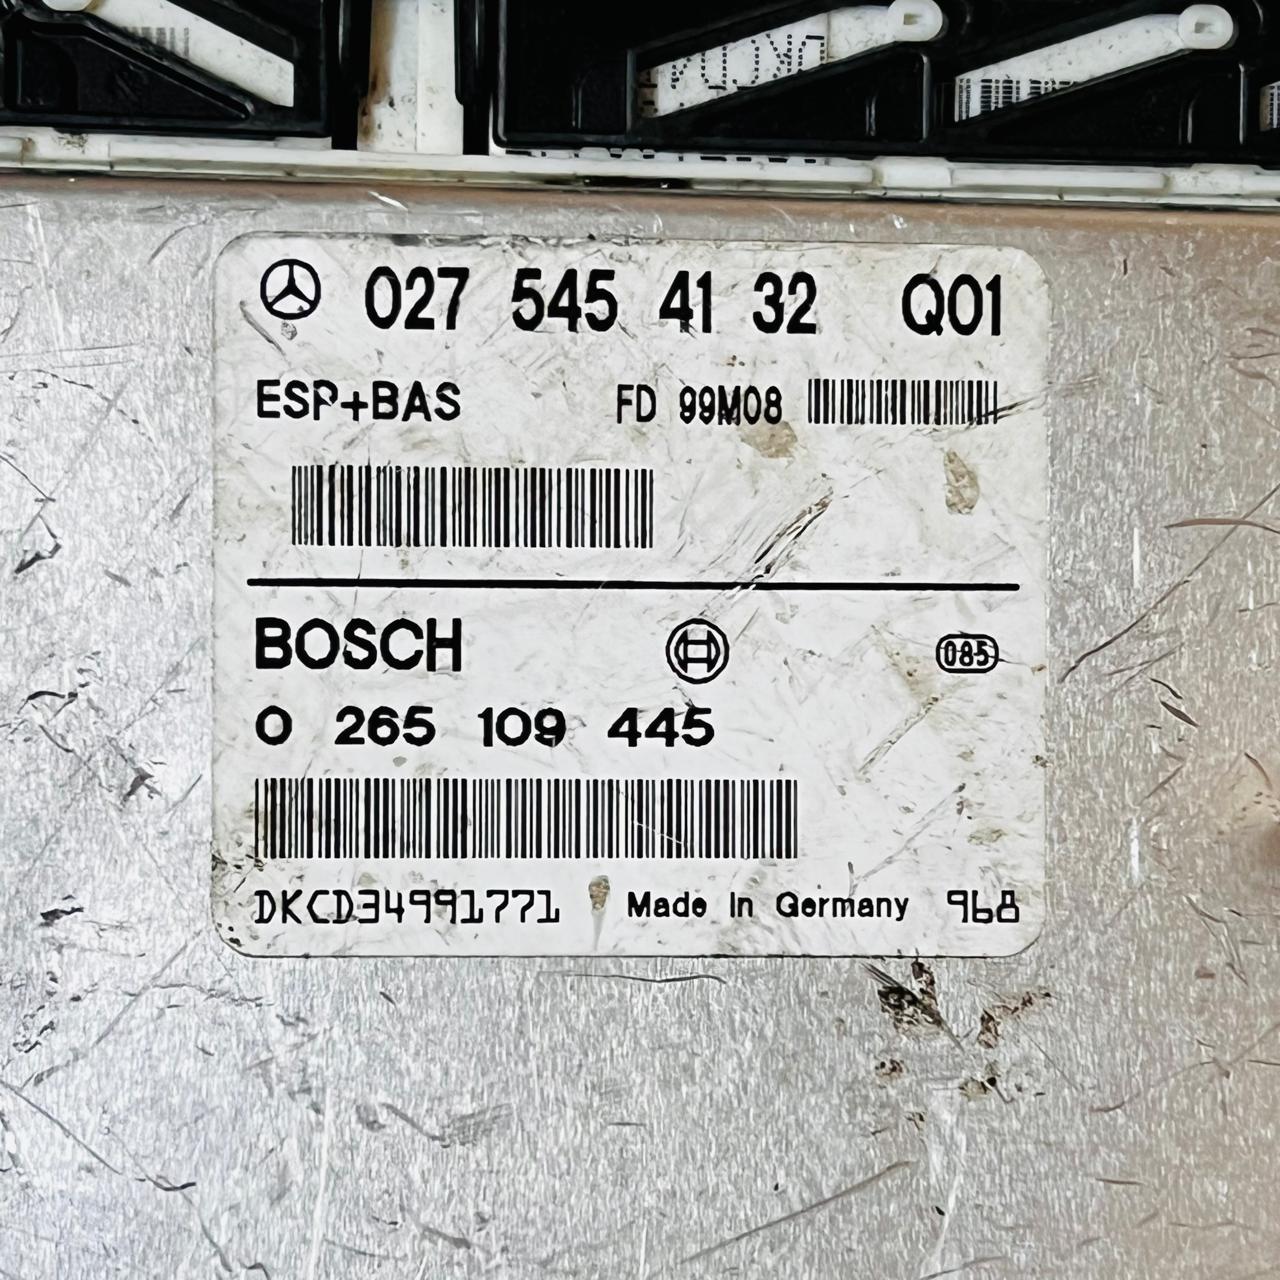 027 545 41 32 Q01
ESP+BAS FD 99M08
BOSCH 085
0 265 109 445
DKCD34991771 Made in Germany 968